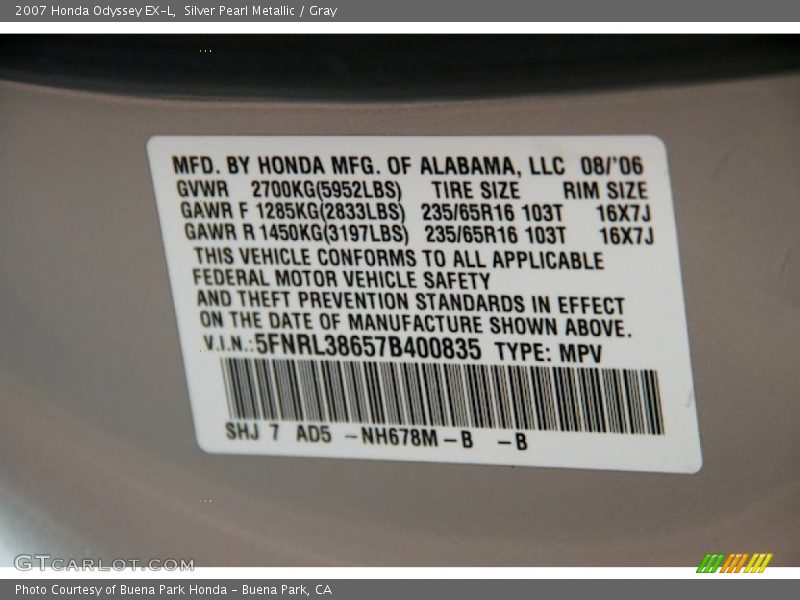 2007 Honda Odyssey EX-L, Silver Pearl Metallic / Gray
MFD. BY HONDA MFG. OF ALABAMA, LLC 08/'06
GVWR 2700KG(5952LBS) TIRE SIZE RIM SIZE
GAWR F 1285KG(2833LBS) 235/65R16 103T 16X7J
GAWR R 1450KG(3197LBS) 235/65R16 103T 16X7J
THIS VEHICLE CONFORMS TO ALL APPLICABLE
FEDERAL MOTOR VEHICLE SAFETY
AND THEFT PREVENTION STANDARDS IN EFFECT
ON THE DATE OF MANUFACTURE SHOWN ABOVE.
V.I.N.:5FNRL38657B400835 TYPE: MPV
SHJ 7 AD5 -NH678M-B -B
GTCARLOT.COM
Photo Courtesy of Buena Park Honda - Buena Park, CA